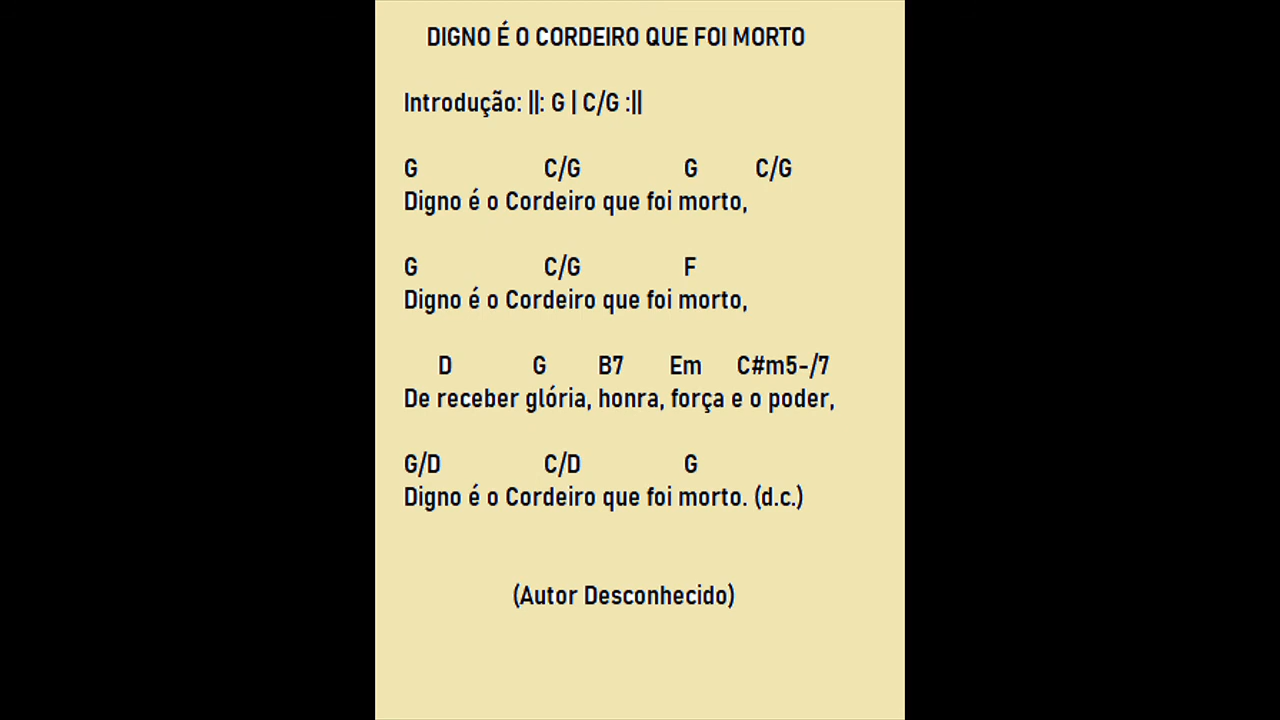 DIGNO É O CORDEIRO QUE FOI MORTO
Introdução: ||: G | C/G :||
G C/G G C/G
Digno é o Cordeiro que foi morto,
G C/G F
Digno é o Cordeiro que foi morto,
D G B7 Em C#m5-/7
De receber glória, honra, força e o poder,
G/D C/D G
Digno é o Cordeiro que foi morto. (d.c.)
(Autor Desconhecido)